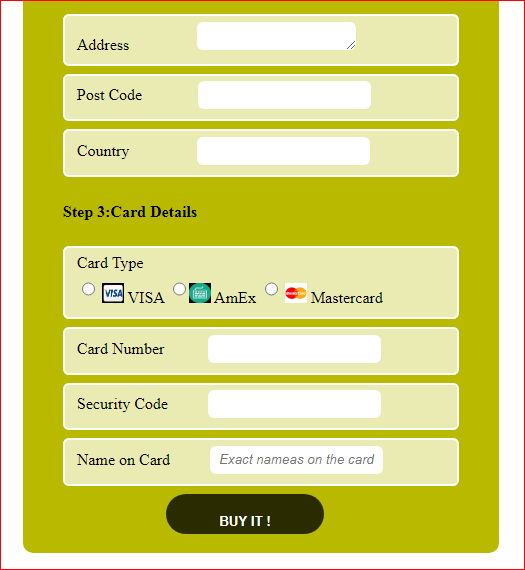 Address
Post Code
Country
Step 3:Card Details
Card Type
VISA VISA AmEx Mastercard
Card Number
Security Code
Name on Card Exact nameas on the card
BUY IT !